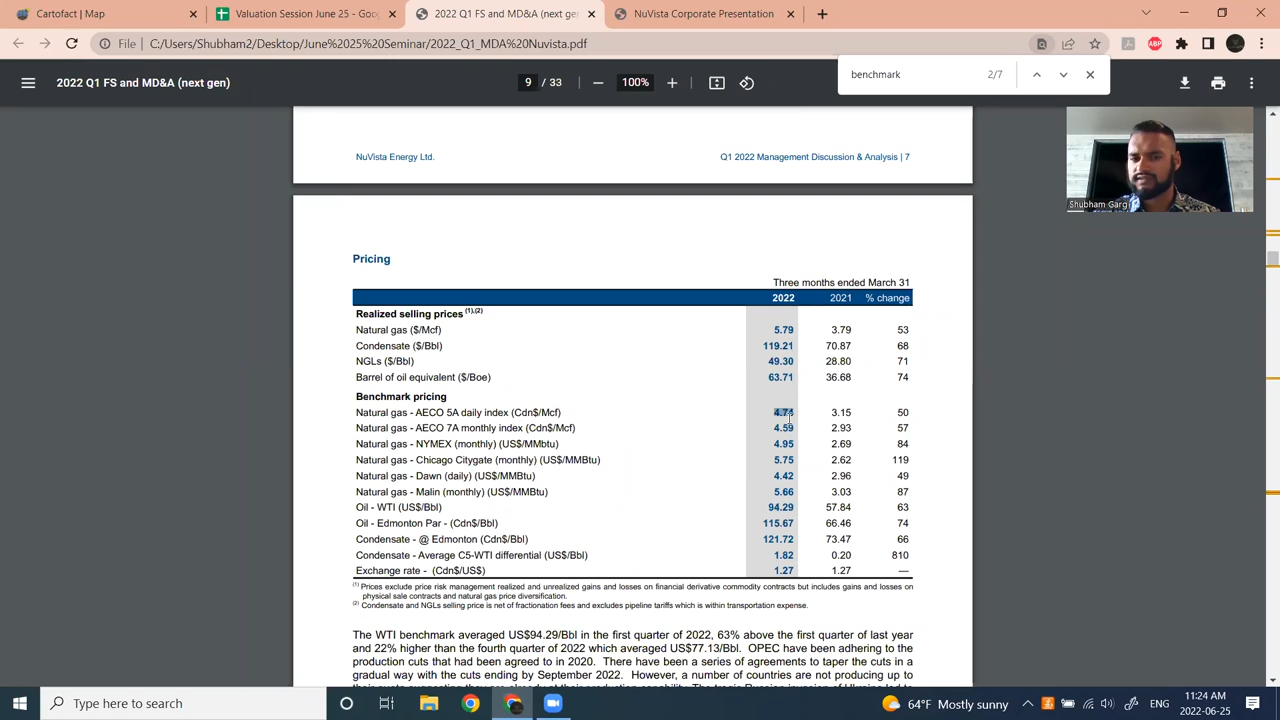 Cartofact | Map
Valuation Session June 25 - Goo
2022 Q1 FS and MD&A (next gen)
NuVista Corporate Presentation
File | C:/Users/Shubham2/Desktop/June%2025%20Seminar/2022_Q1_MDA%20Nuvista.pdf
2022 Q1 FS and MD&A (next gen)
9 / 33
100%
benchmark 2/7
NuVista Energy Ltd. Q1 2022 Management Discussion & Analysis | 7
Shubham Garg
Pricing
Three months ended March 31
2022 2021 % change
Realized selling prices (1),(2)
Natural gas ($/Mcf) 5.79 3.79 53
Condensate ($/Bbl) 119.21 70.87 68
NGLs ($/Bbl) 49.30 28.80 71
Barrel of oil equivalent ($/Boe) 63.71 36.68 74
Benchmark pricing
Natural gas - AECO 5A daily index (Cdn$/Mcf) 3.15 50
Natural gas - AECO 7A monthly index (Cdn$/Mcf) 4.59 2.93 57
Natural gas - NYMEX (monthly) (US$/MMbtu) 4.95 2.69 84
Natural gas - Chicago Citygate (monthly) (US$/MMBtu) 5.75 2.62 119
Natural gas - Dawn (daily) (US$/MMBtu) 4.42 2.96 49
Natural gas - Malin (monthly) (US$/MMBtu) 5.66 3.03 87
Oil - WTI (US$/Bbl) 94.29 57.84 63
Oil - Edmonton Par - (Cdn$/Bbl) 115.67 66.46 74
Condensate - @ Edmonton (Cdn$/Bbl) 121.72 73.47 66
Condensate - Average C5-WTI differential (US$/Bbl) 1.82 0.20 810
Exchange rate - (Cdn$/US$) 1.27 1.27 —
(1) Prices exclude price risk management realized and unrealized gains and losses on financial derivative commodity contracts but includes gains and losses on
physical sale contracts and natural gas price diversification.
(2) Condensate and NGLs selling price is net of fractionation fees and excludes pipeline tariffs which is within transportation expense.
The WTI benchmark averaged US$94.29/Bbl in the first quarter of 2022, 63% above the first quarter of last year
and 22% higher than the fourth quarter of 2022 which averaged US$77.13/Bbl. OPEC have been adhering to the
production cuts that had been agreed to in 2020. There have been a series of agreements to taper the cuts in a
gradual way with the cuts ending by September 2022. However, a number of countries are not producing up to
Type here to search
64°F Mostly sunny
ENG
11:24 AM
2022-06-25